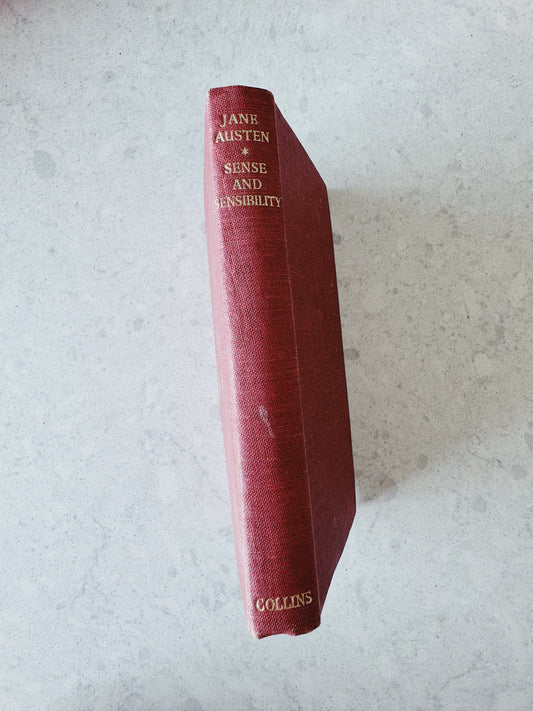 JANE
AUSTEN
*
SENSE
AND
SENSIBILITY
COLLINS